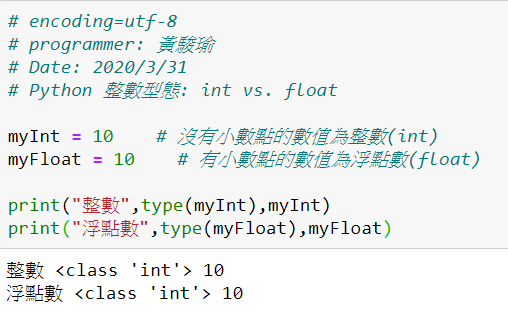 # encoding=utf-8
# programmer: 黃駿瑜
# Date: 2020/3/31
# Python 整數型態: int vs. float
myInt = 10    # 沒有小數點的數值為整數(int)
myFloat = 10    # 有小數點的數值為浮點數(float)
print("整數",type(myInt),myInt)
print("浮點數",type(myFloat),myFloat)
整數 <class 'int'> 10
浮點數 <class 'int'> 10